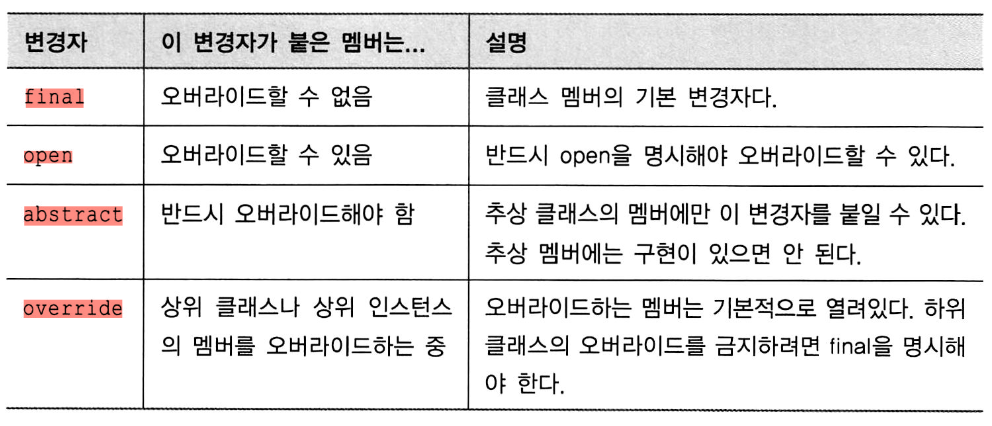 변경자 이 변경자가 붙은 멤버는... 설명
final 오버라이드할 수 없음 클래스 멤버의 기본 변경자다.
open 오버라이드할 수 있음 반드시 open을 명시해야 오버라이드할 수 있다.
abstract 반드시 오버라이드해야 함 추상 클래스의 멤버에만 이 변경자를 붙일 수 있다.
추상 멤버에는 구현이 있으면 안 된다.
override 상위 클래스나 상위 인스턴스 오버라이드하는 멤버는 기본적으로 열려있다. 하위
의 멤버를 오버라이드하는 중 클래스의 오버라이드를 금지하려면 final을 명시해
야 한다.